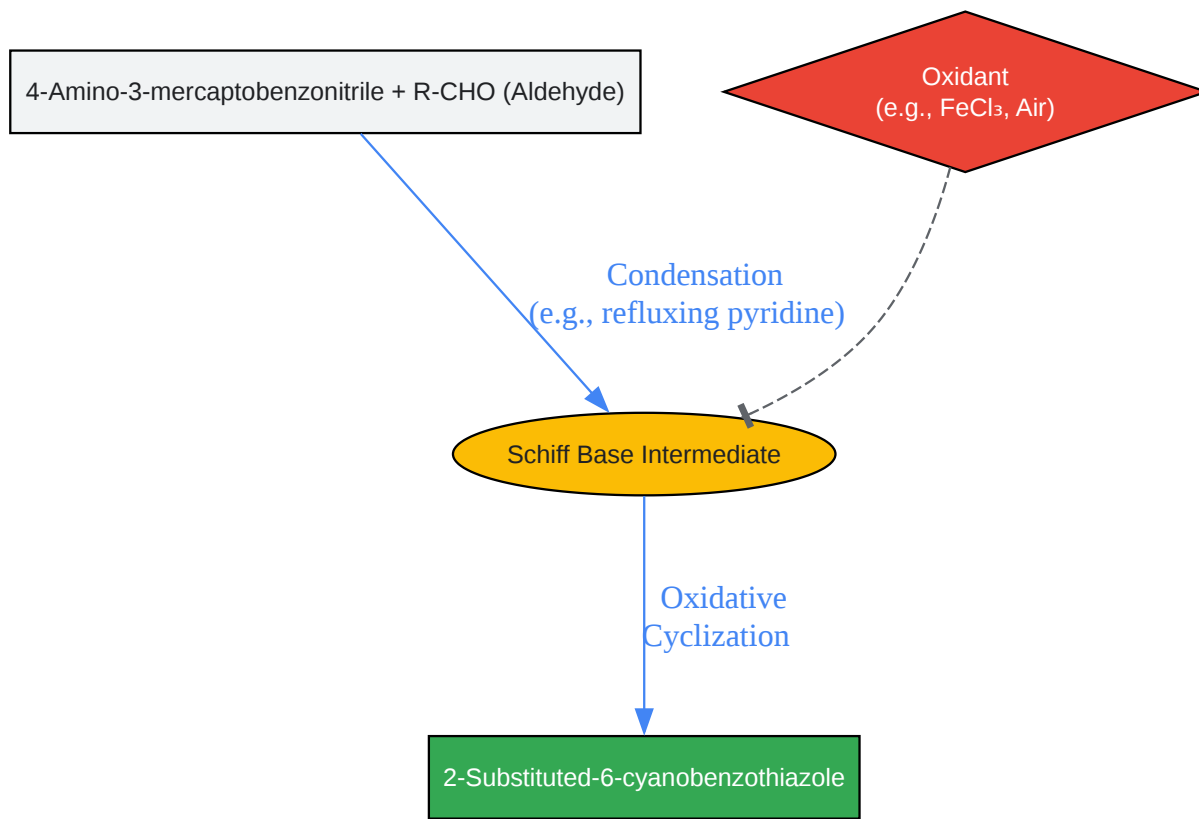 4-Amino-3-mercaptobenzonitrile + R-CHO (Aldehyde)
Oxidant
(e.g., FeCl₃, Air)
Condensation
(e.g., refluxing pyridine)
Schiff Base Intermediate
Oxidative
Cyclization
2-Substituted-6-cyanobenzothiazole